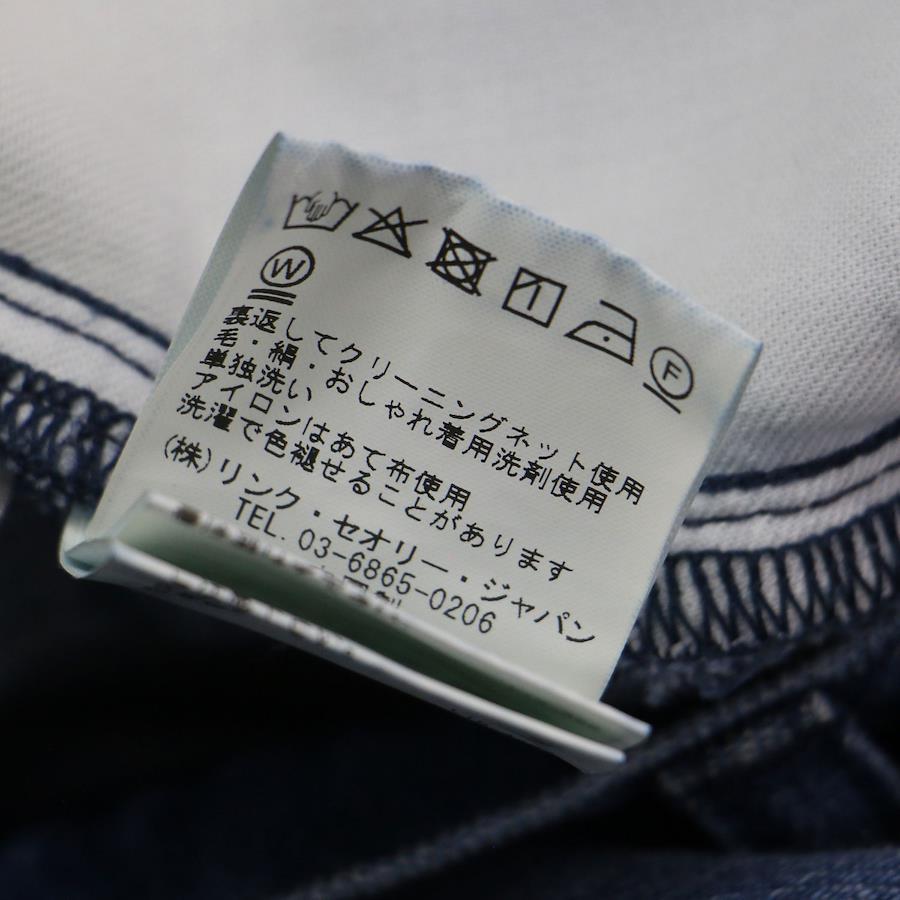 W
F
裏返してクリーニングネット使用
毛・絹・おしゃれ着用洗剤使用
単独洗い
アイロンはあて布使用
洗濯で色褪せることがあります
(株)リンク・セオリー・ジャパン
TEL. 03-6865-0206